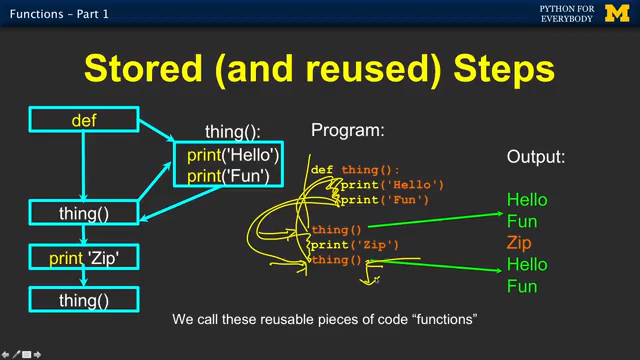 Functions – Part 1
PYTHON FOR
EVERYBODY
M
Stored (and reused) Steps
def
thing():
print('Hello')
print('Fun')
thing()
print 'Zip'
thing()
Program:
def thing():
print('Hello')
print('Fun')
thing()
print('Zip')
thing()
Output:
Hello
Fun
Zip
Hello
Fun
We call these reusable pieces of code “functions”